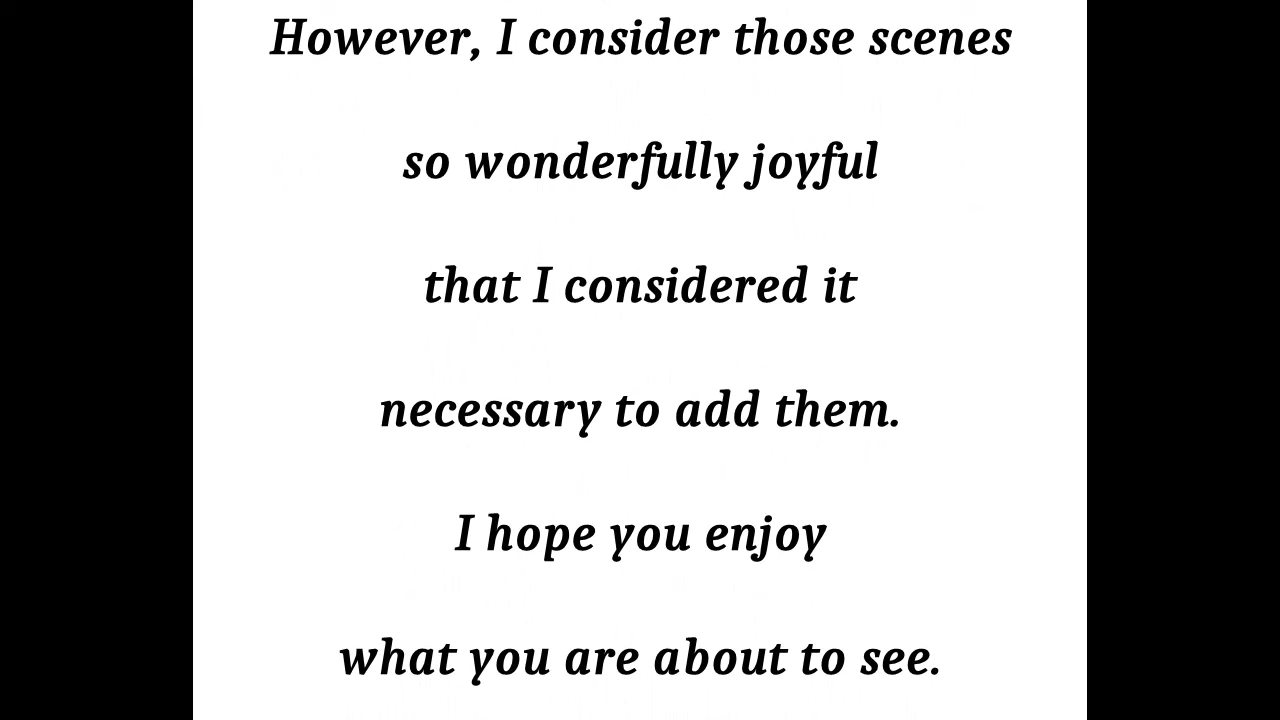 However, I consider those scenes
so wonderfully joyful
that I considered it
necessary to add them.
I hope you enjoy
what you are about to see.